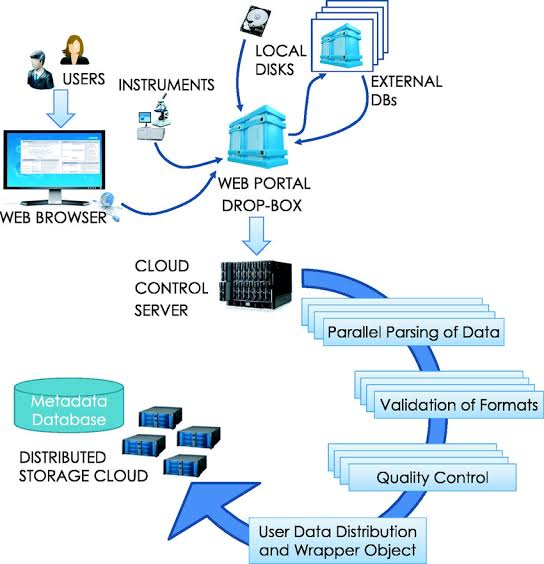 USERS
INSTRUMENTS
LOCAL
DISKS
EXTERNAL
DBs
WEB BROWSER
WEB PORTAL
DROP-BOX
CLOUD
CONTROL
SERVER
Parallel Parsing of Data
Validation of Formats
Quality Control
User Data Distribution
and Wrapper Object
Metadata
Database
DISTRIBUTED
STORAGE CLOUD